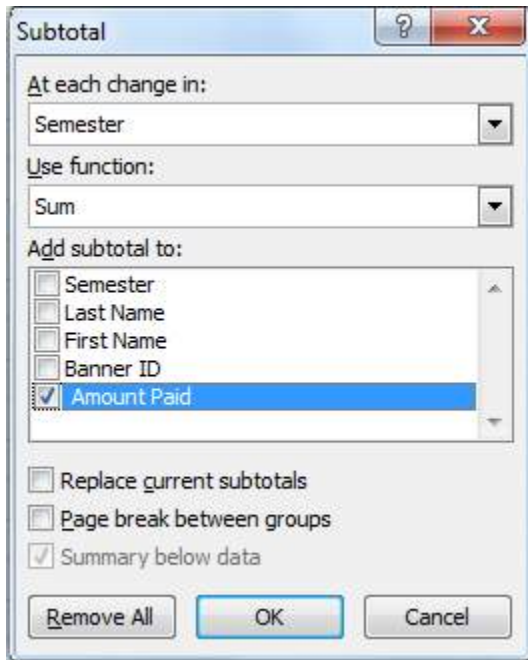 Subtotal
At each change in:
Semester
Use function:
Sum
Add subtotal to:
Semester
Last Name
First Name
Banner ID
Amount Paid
Replace current subtotals
Page break between groups
Summary below data
Remove All OK Cancel